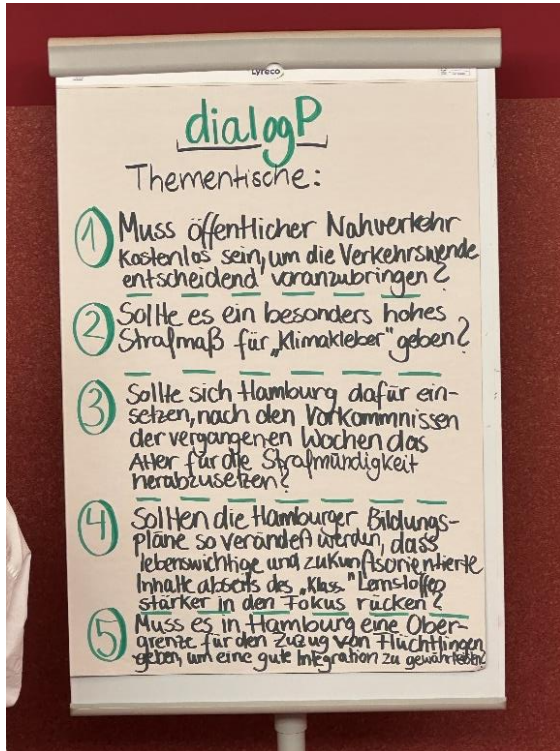 Lyreco
dialogP
Thementische:
1 Muss öffentlicher Nahverkehr
kostenlos sein, um die Verkehrswende
entscheidend voranzubringen?
2 Sollte es ein besonders hohes
Strafmaß für „Klimakleber" geben?
3 Sollte sich Hamburg dafür ein-
setzen, nach den Vorkommnissen
der vergangenen Wochen das
Alter für die Strafmündigkeit
herabzusetzen?
4 Sollten die Hamburger Bildungs-
pläne so verändert werden, dass
lebenswichtige und zukunftsorientierte
Inhalte abseits des „klass." Lernstoffes
stärker in den Fokus rücken?
5 Muss es in Hamburg eine Ober-
grenze für den Zuzug von Flüchtlingen
geben, um eine gute Integration zu gewährleisten?